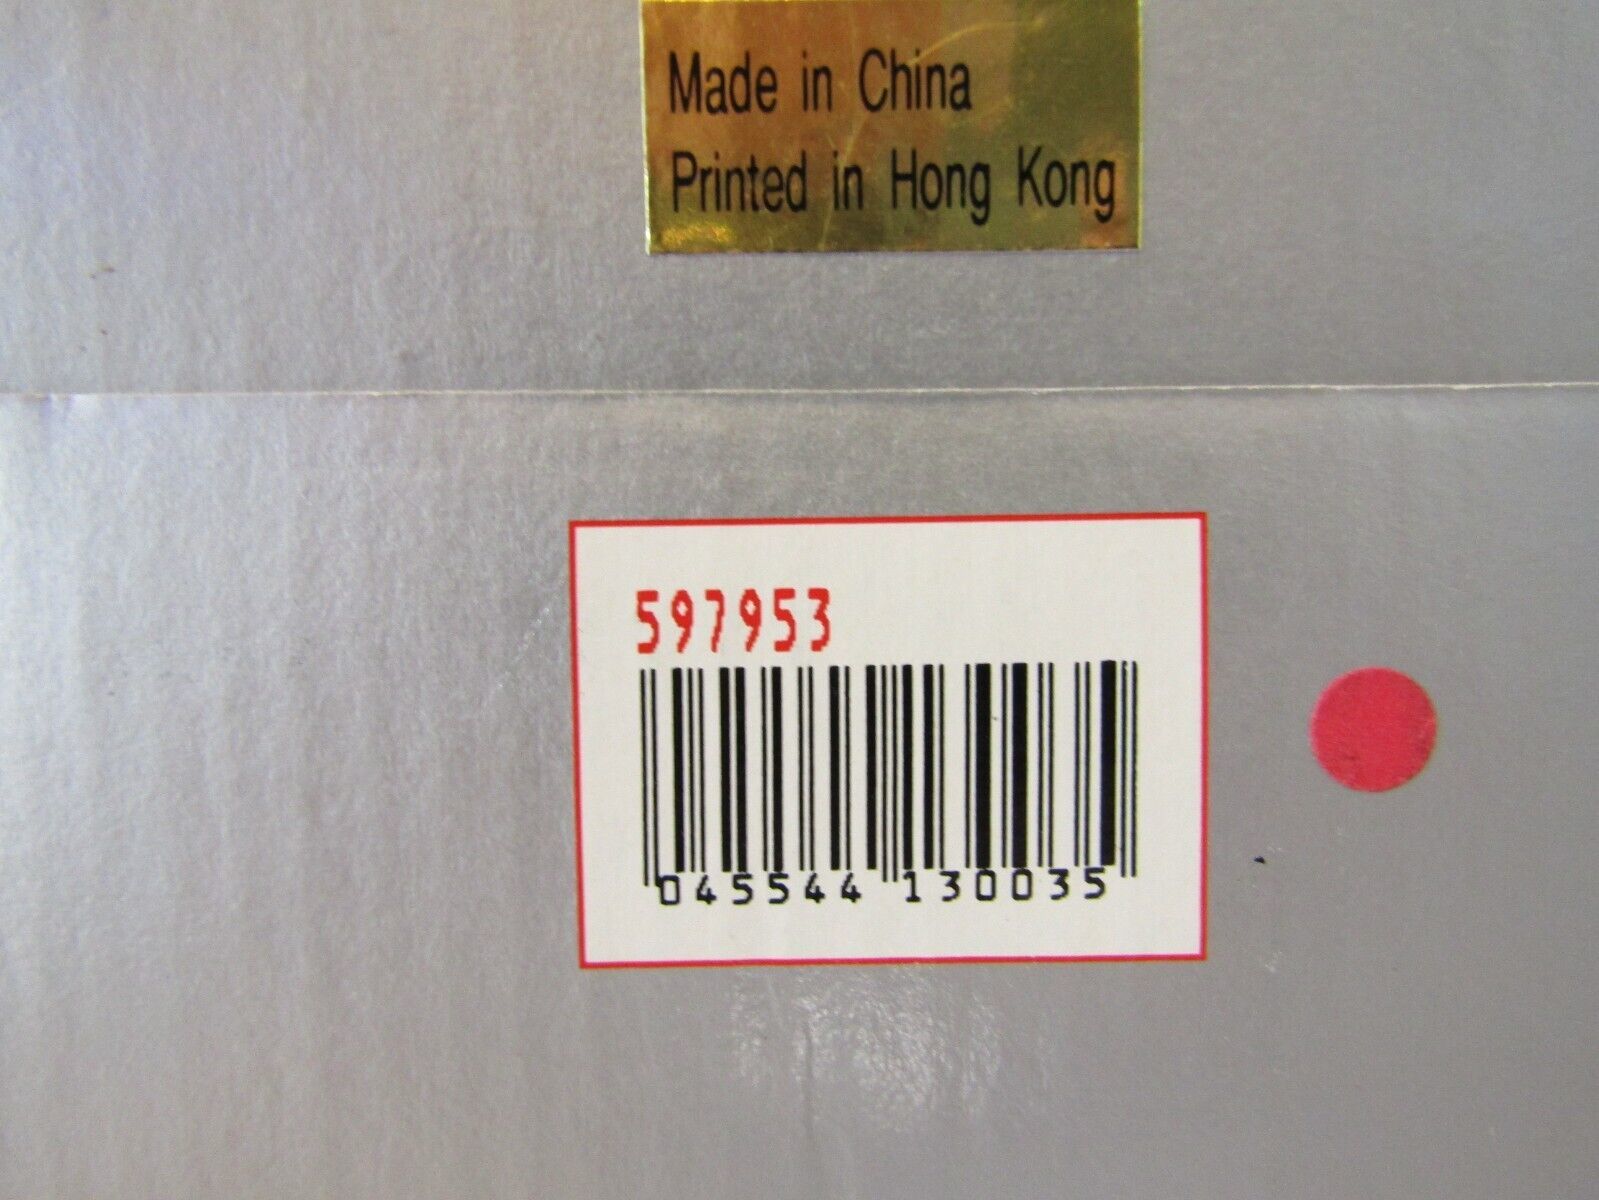 Made in China
Printed in Hong Kong
597953
045544 130035